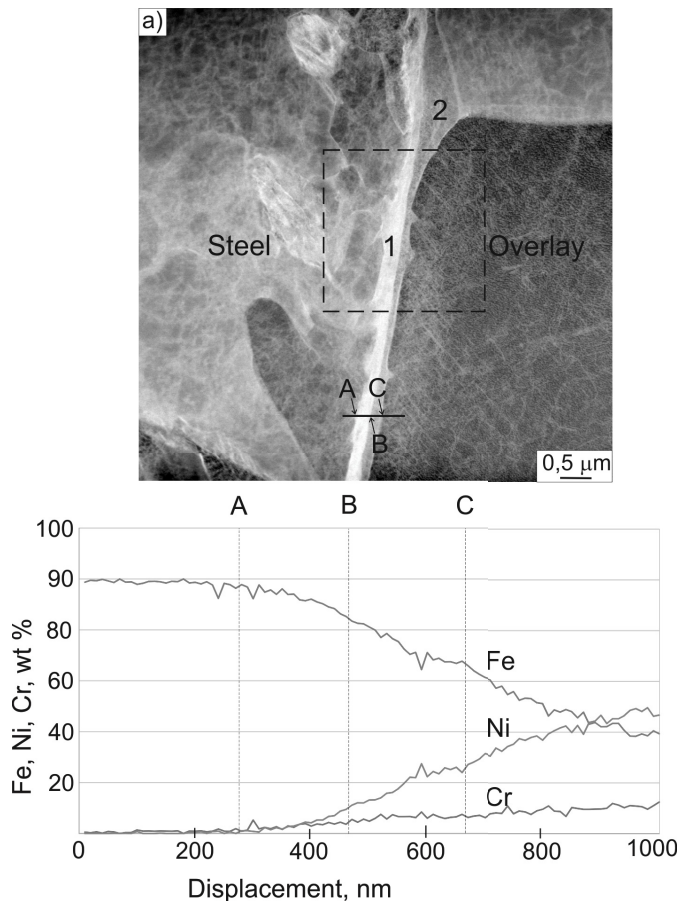 a)
2
Steel
1
Overlay
A C
B
0,5 μm
A B C
100
90
80
60
40
20
0 200 400 600 800 1000
Fe, Ni, Cr, wt %
Fe
Ni
Cr
Displacement, nm